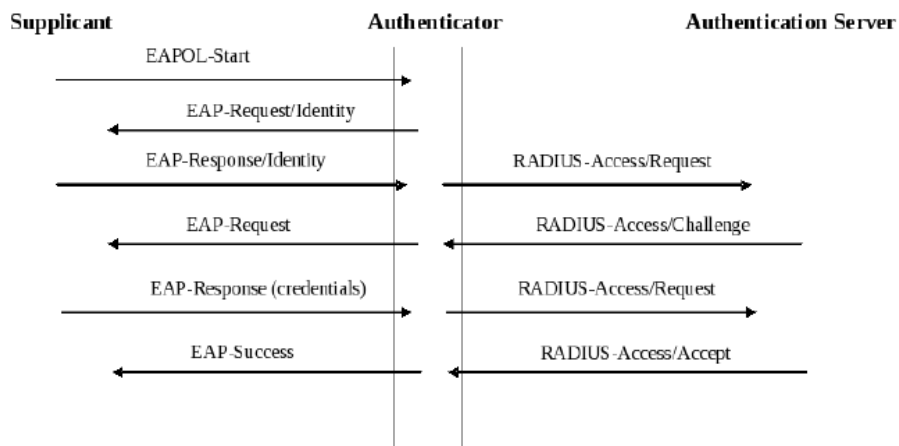 Supplicant Authenticator Authentication Server
EAPOL-Start
EAP-Request/Identity
EAP-Response/Identity RADIUS-Access/Request
EAP-Request RADIUS-Access/Challenge
EAP-Response (credentials) RADIUS-Access/Request
EAP-Success RADIUS-Access/Accept